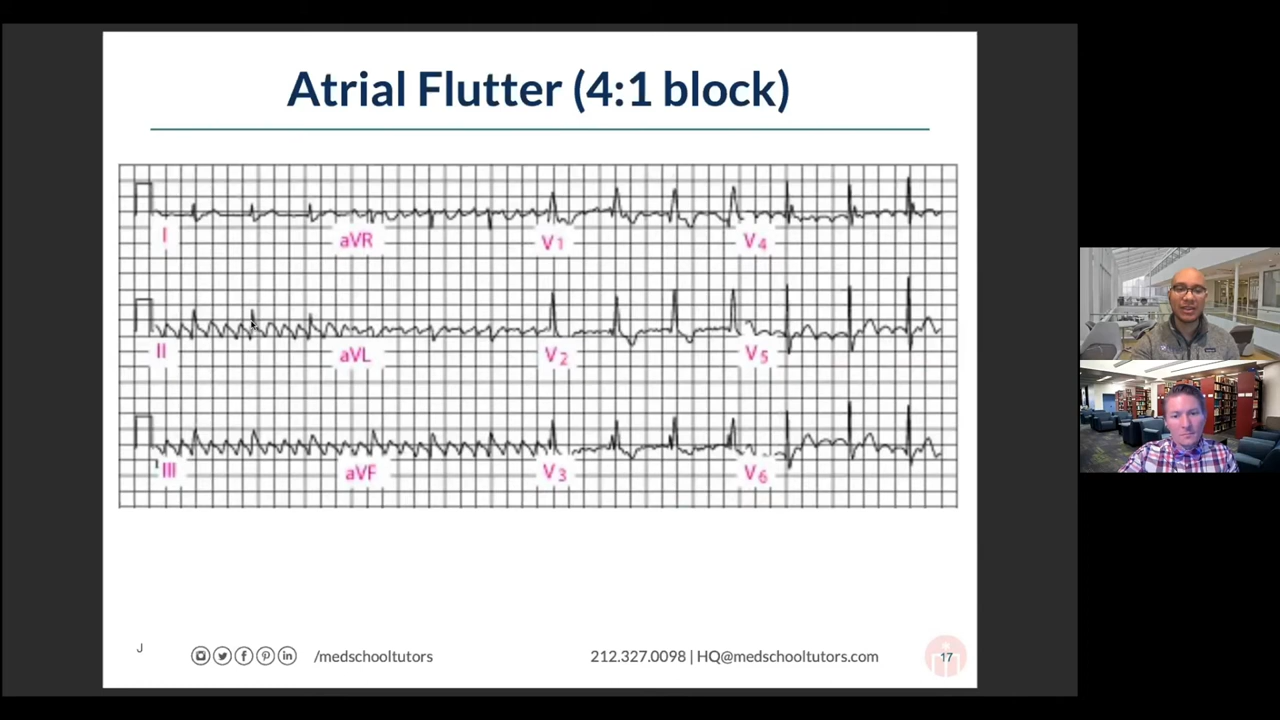 Atrial Flutter (4:1 block)
I aVR V1 V4
II aVL V2 V5
III aVF V3 V6
J /medschooltutors 212.327.0098 | HQ@medschooltutors.com 17